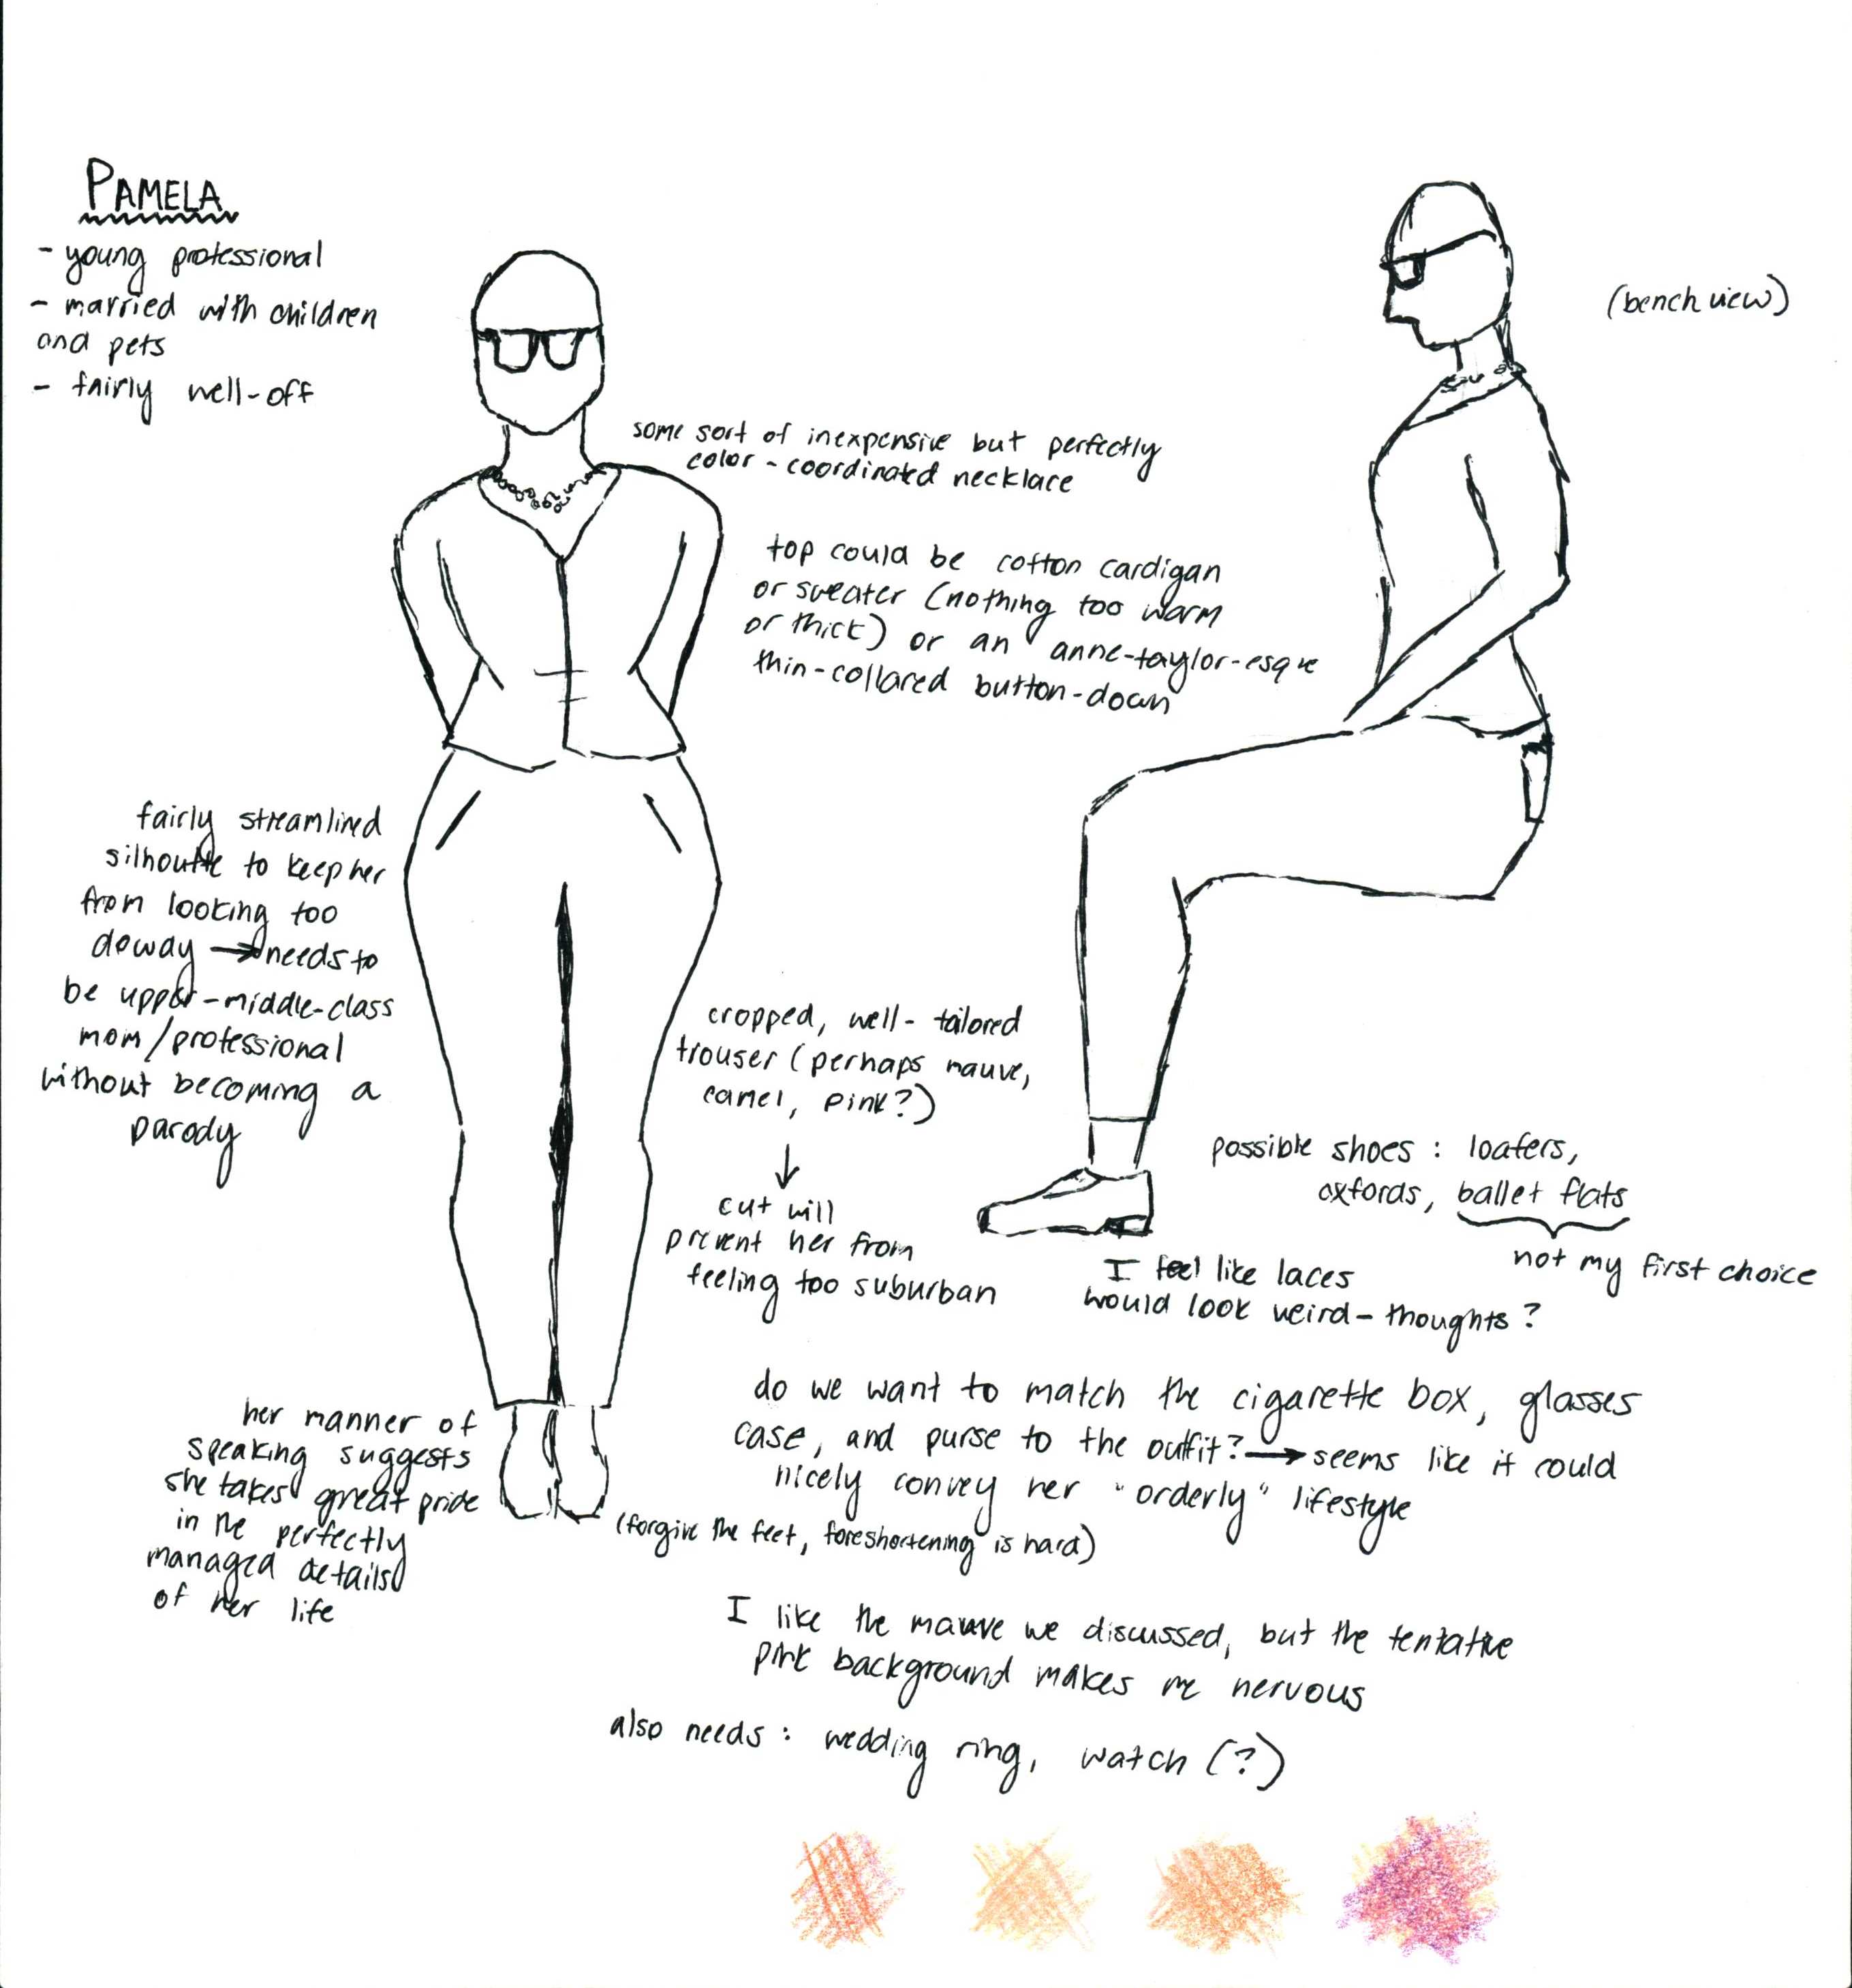 PAMELA
- young professional
- married with children
and pets
- fairly well-off
(bench view)
some sort of inexpensive but perfectly
color-coordinated necklace
top could be cotton cardigan
or sweater (nothing too warm
or thick) or an anne-taylor-esque
thin-collared button-down
fairly streamlined
silhoutte to keep her
from looking too
dowdy → needs to
be upper-middle-class
mom/professional
without becoming a
parody
cropped, well-tailored
trouser (perhaps mauve,
camel, pink?)
↓
cut will
prevent her from
feeling too suburban
possible shoes: loafers,
oxfords, ballet flats
not my first choice
I feel like laces
would look weird - thoughts?
her manner of
speaking suggests
she takes great pride
in the perfectly
managed details
of her life
do we want to match the cigarette box, glasses
case, and purse to the outfit? → seems like it could
nicely convey her "orderly" lifestyle
(forgive the feet, foreshortening is hard)
I like the mauve we discussed, but the tentative
pink background makes me nervous
also needs: wedding ring, watch (?)